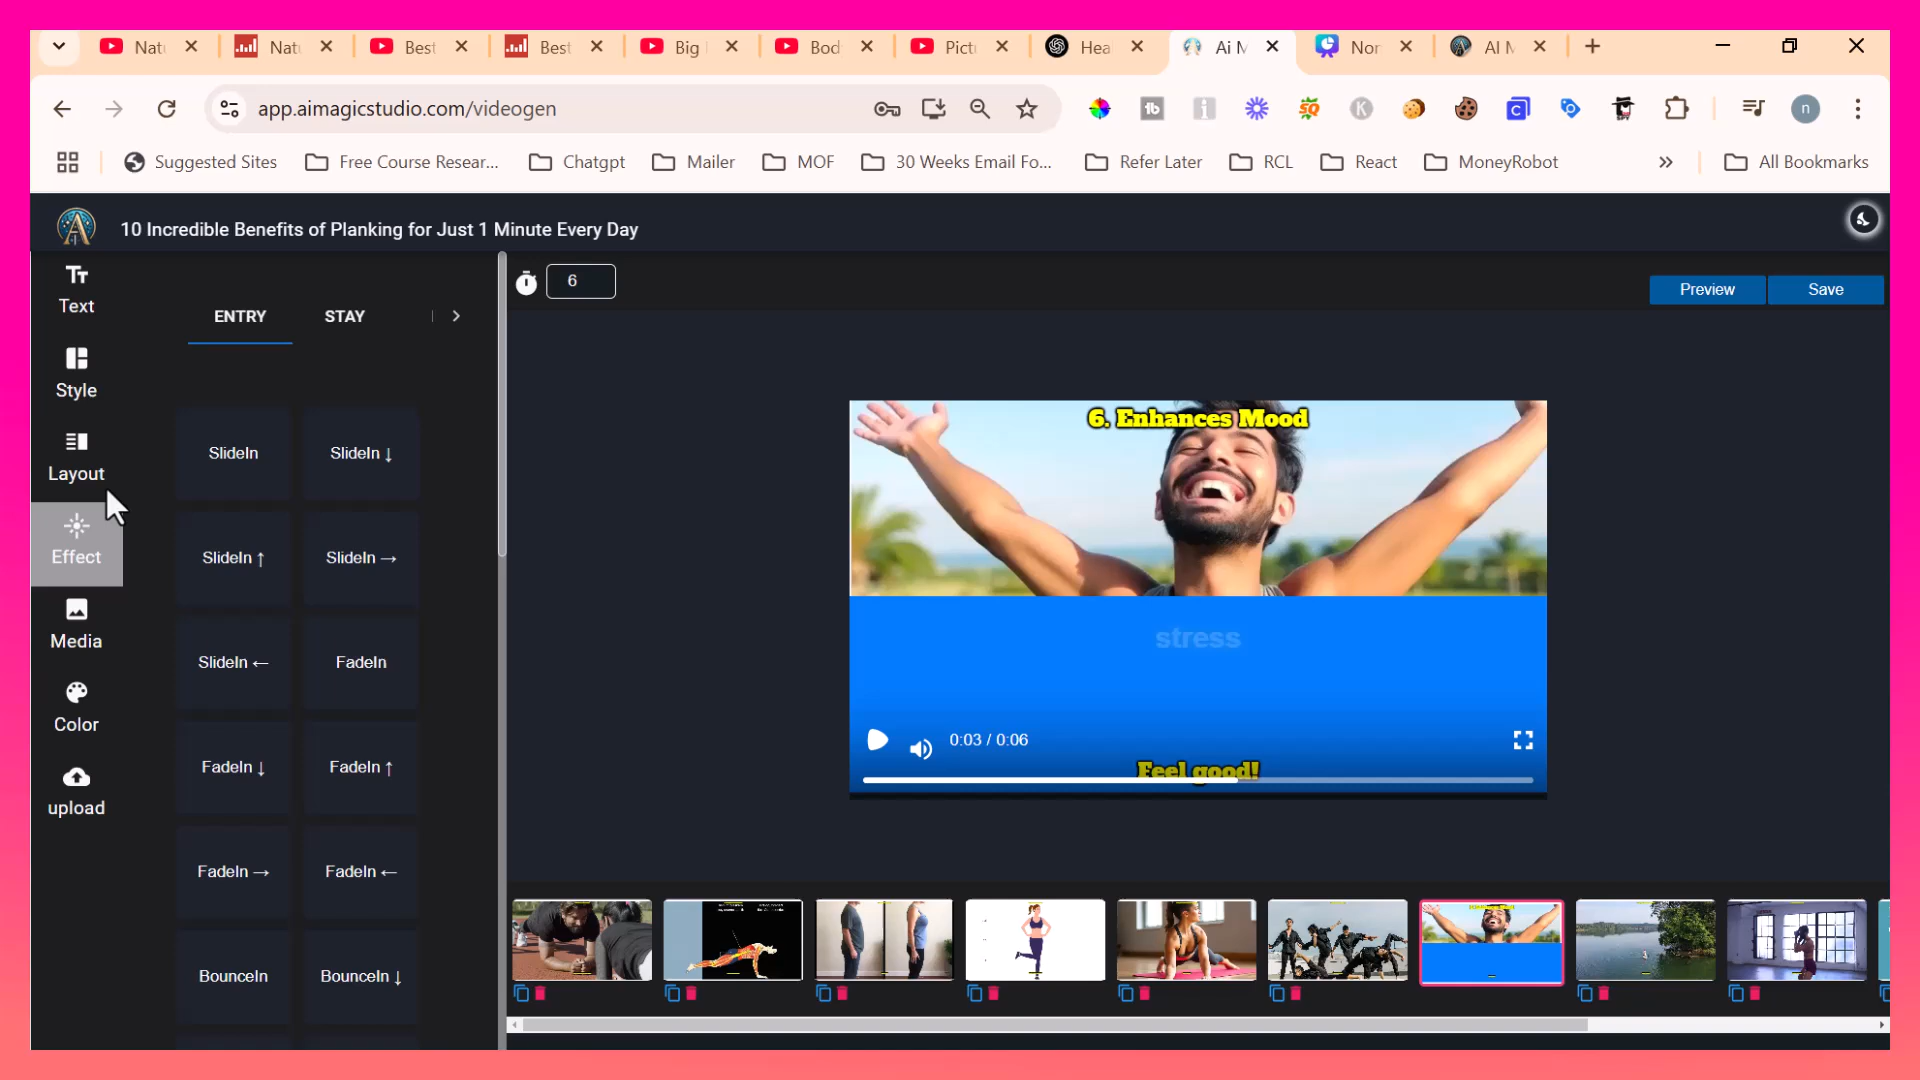 Nat
Nat
Best
Best
Big
Bod
Pict
Hea
Ai M
Nor
AI M
app.aimagicstudio.com/videogen
n
Suggested Sites
Free Course Resear...
Chatgpt
Mailer
MOF
30 Weeks Email Fo...
Refer Later
RCL
React
MoneyRobot
All Bookmarks
10 Incredible Benefits of Planking for Just 1 Minute Every Day
Text
Style
Layout
Effect
Media
Color
upload
ENTRY
STAY
SlideIn
SlideIn ↓
SlideIn ↑
SlideIn →
SlideIn ←
FadeIn
FadeIn ↓
FadeIn ↑
FadeIn →
FadeIn ←
BounceIn
BounceIn ↓
6
Preview
Save
6. Enhances Mood
stress
0:03 / 0:06
Feel good!